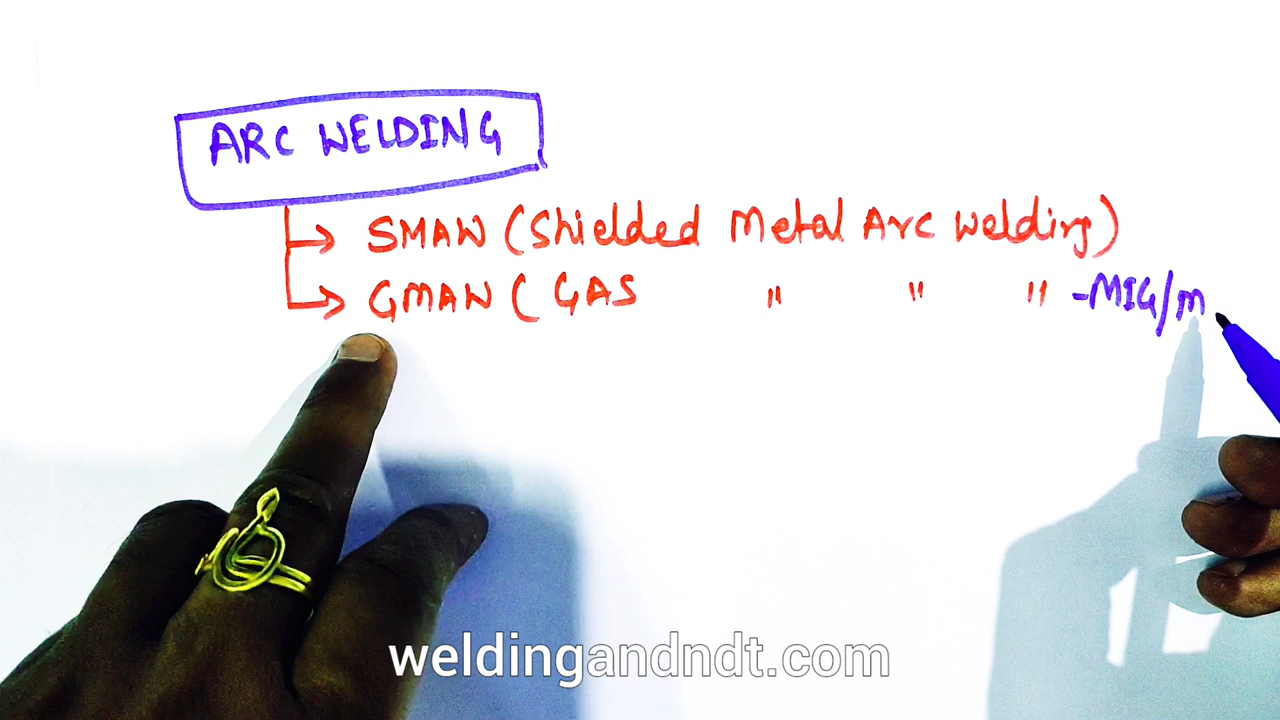 ARC WELDING
SMAW (Shielded Metal Arc Welding)
GMAW ( GAS " " " -MIG/M
weldingandndt.com